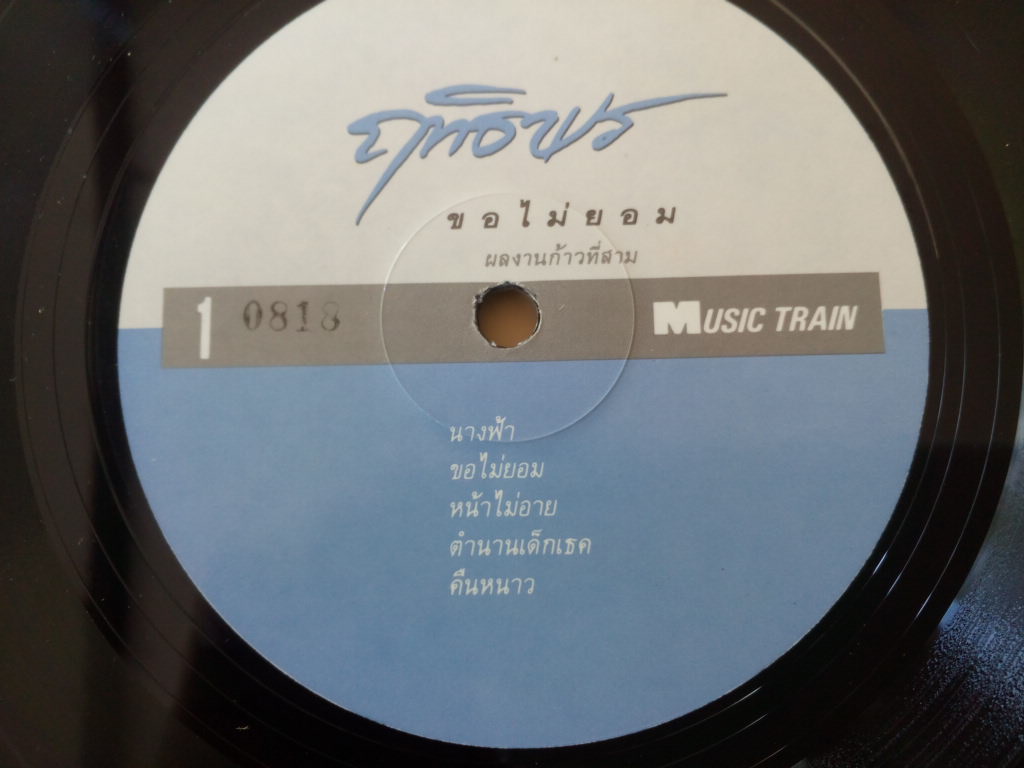 ฤทธิพร
ขอไม่ยอม
ผลงานก้าวที่สาม
1 0818 MUSIC TRAIN
นางฟ้า
ขอไม่ยอม
หน้าไม่อาย
ตำนานเด็กเธค
คืนหนาว